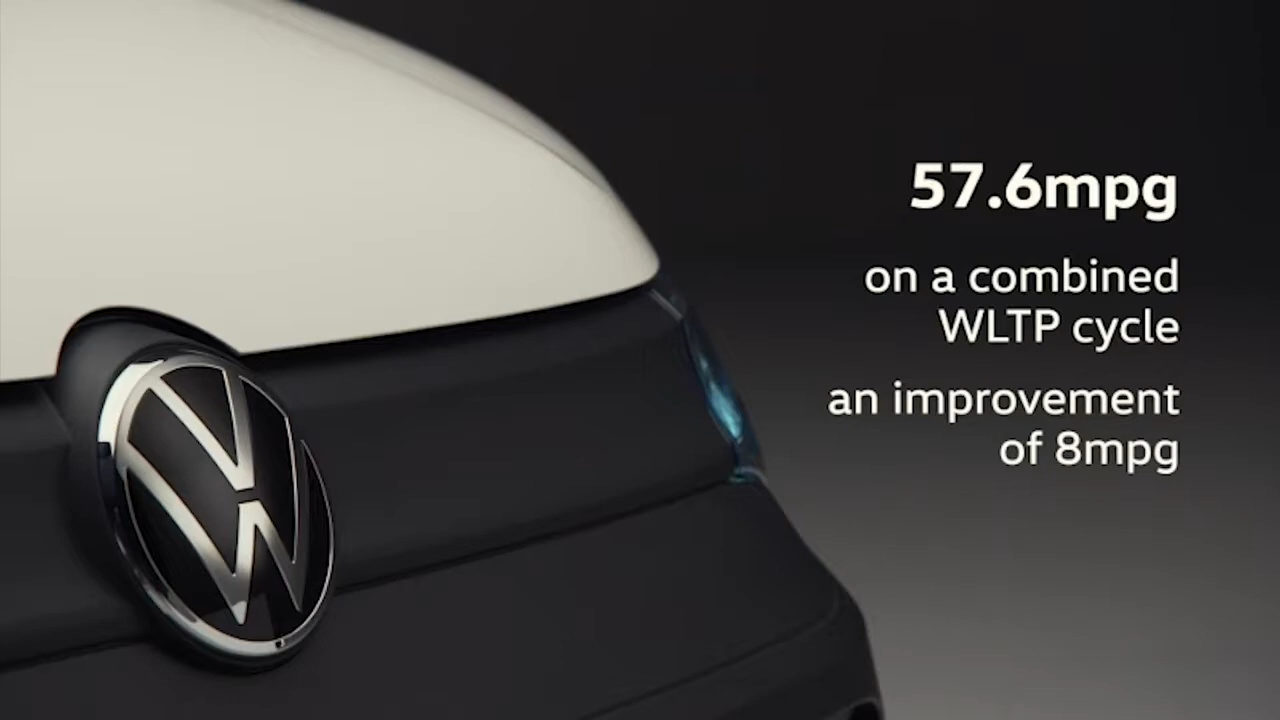 57.6mpg
on a combined
WLTP cycle
an improvement
of 8mpg